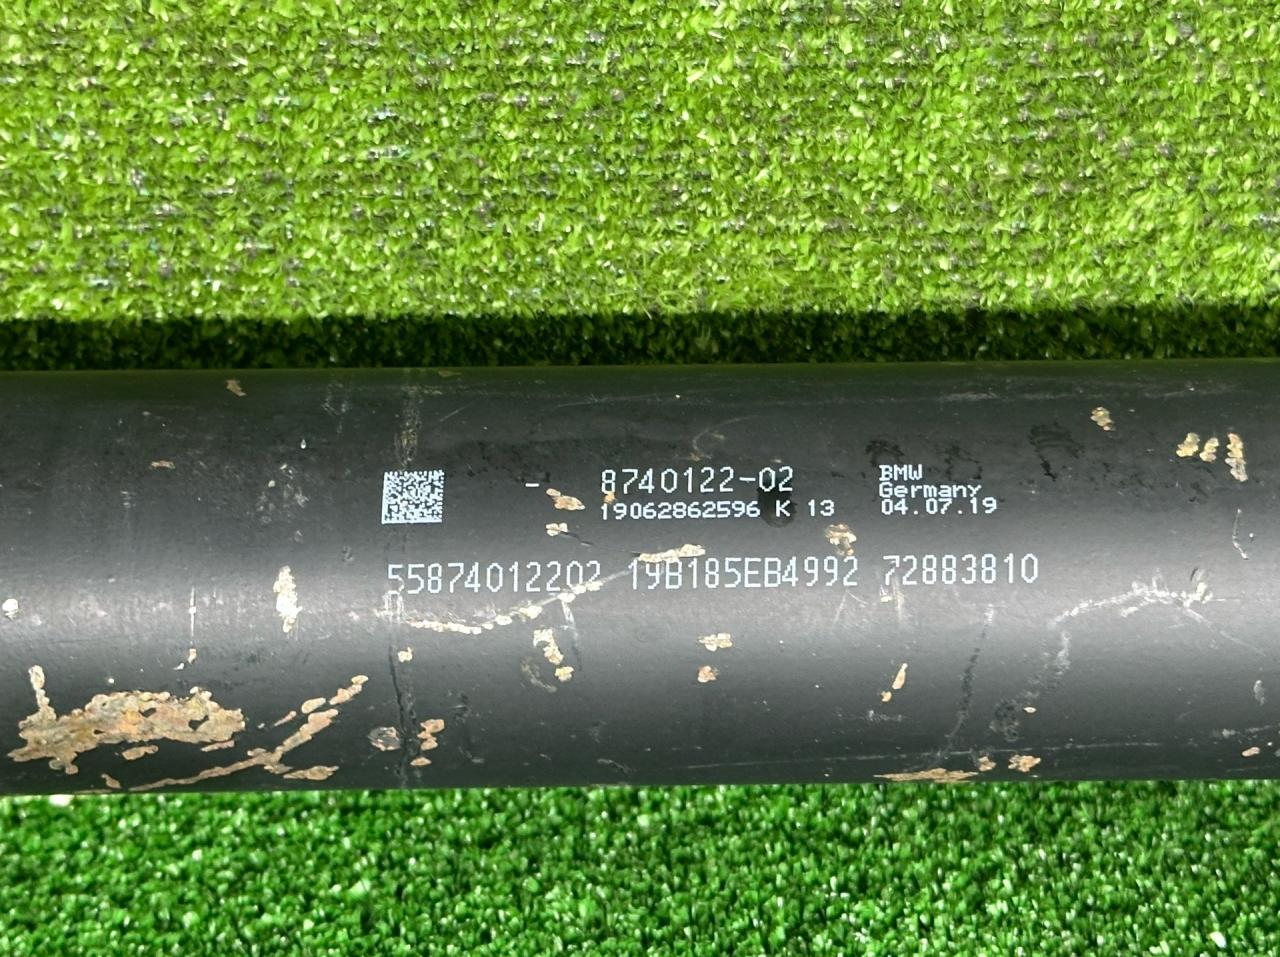 - 8740122-02 BMW
Germany
19062862596 K 13 04.07.19
55874012202 19B185EB4992 72883810